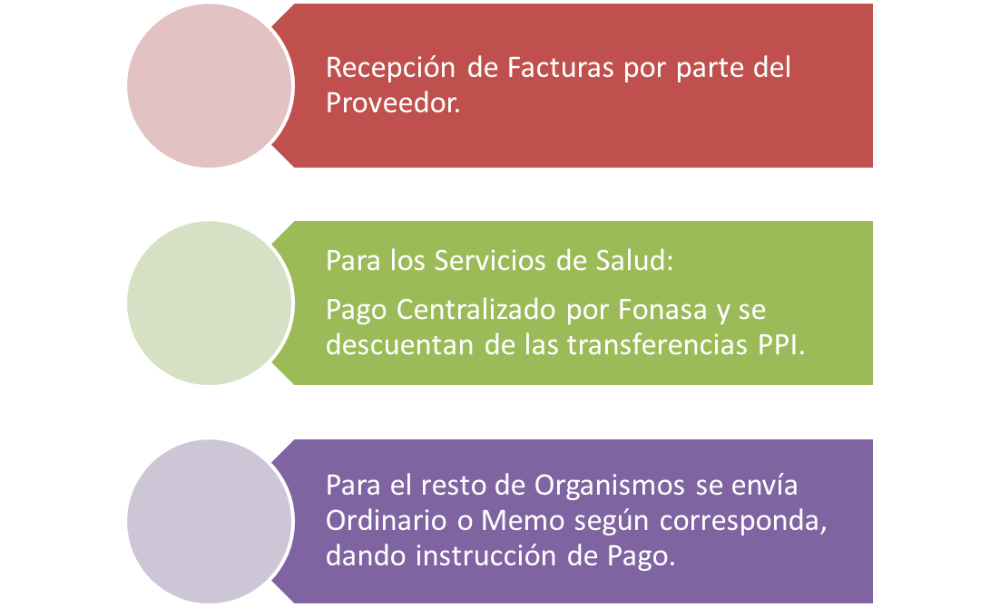 Recepción de Facturas por parte del
Proveedor.
Para los Servicios de Salud:
Pago Centralizado por Fonasa y se
descuentan de las transferencias PPI.
Para el resto de Organismos se envía
Ordinario o Memo según corresponda,
dando instrucción de Pago.